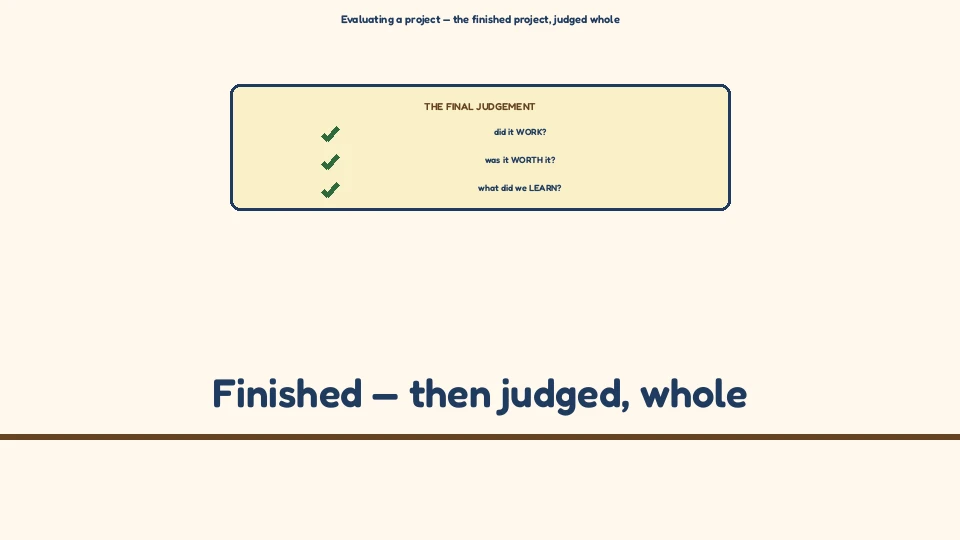 Evaluating a project — the finished project, judged whole
THE FINAL JUDGEMENT
did it WORK?
was it WORTH it?
what did we LEARN?
Finished — then judged, whole